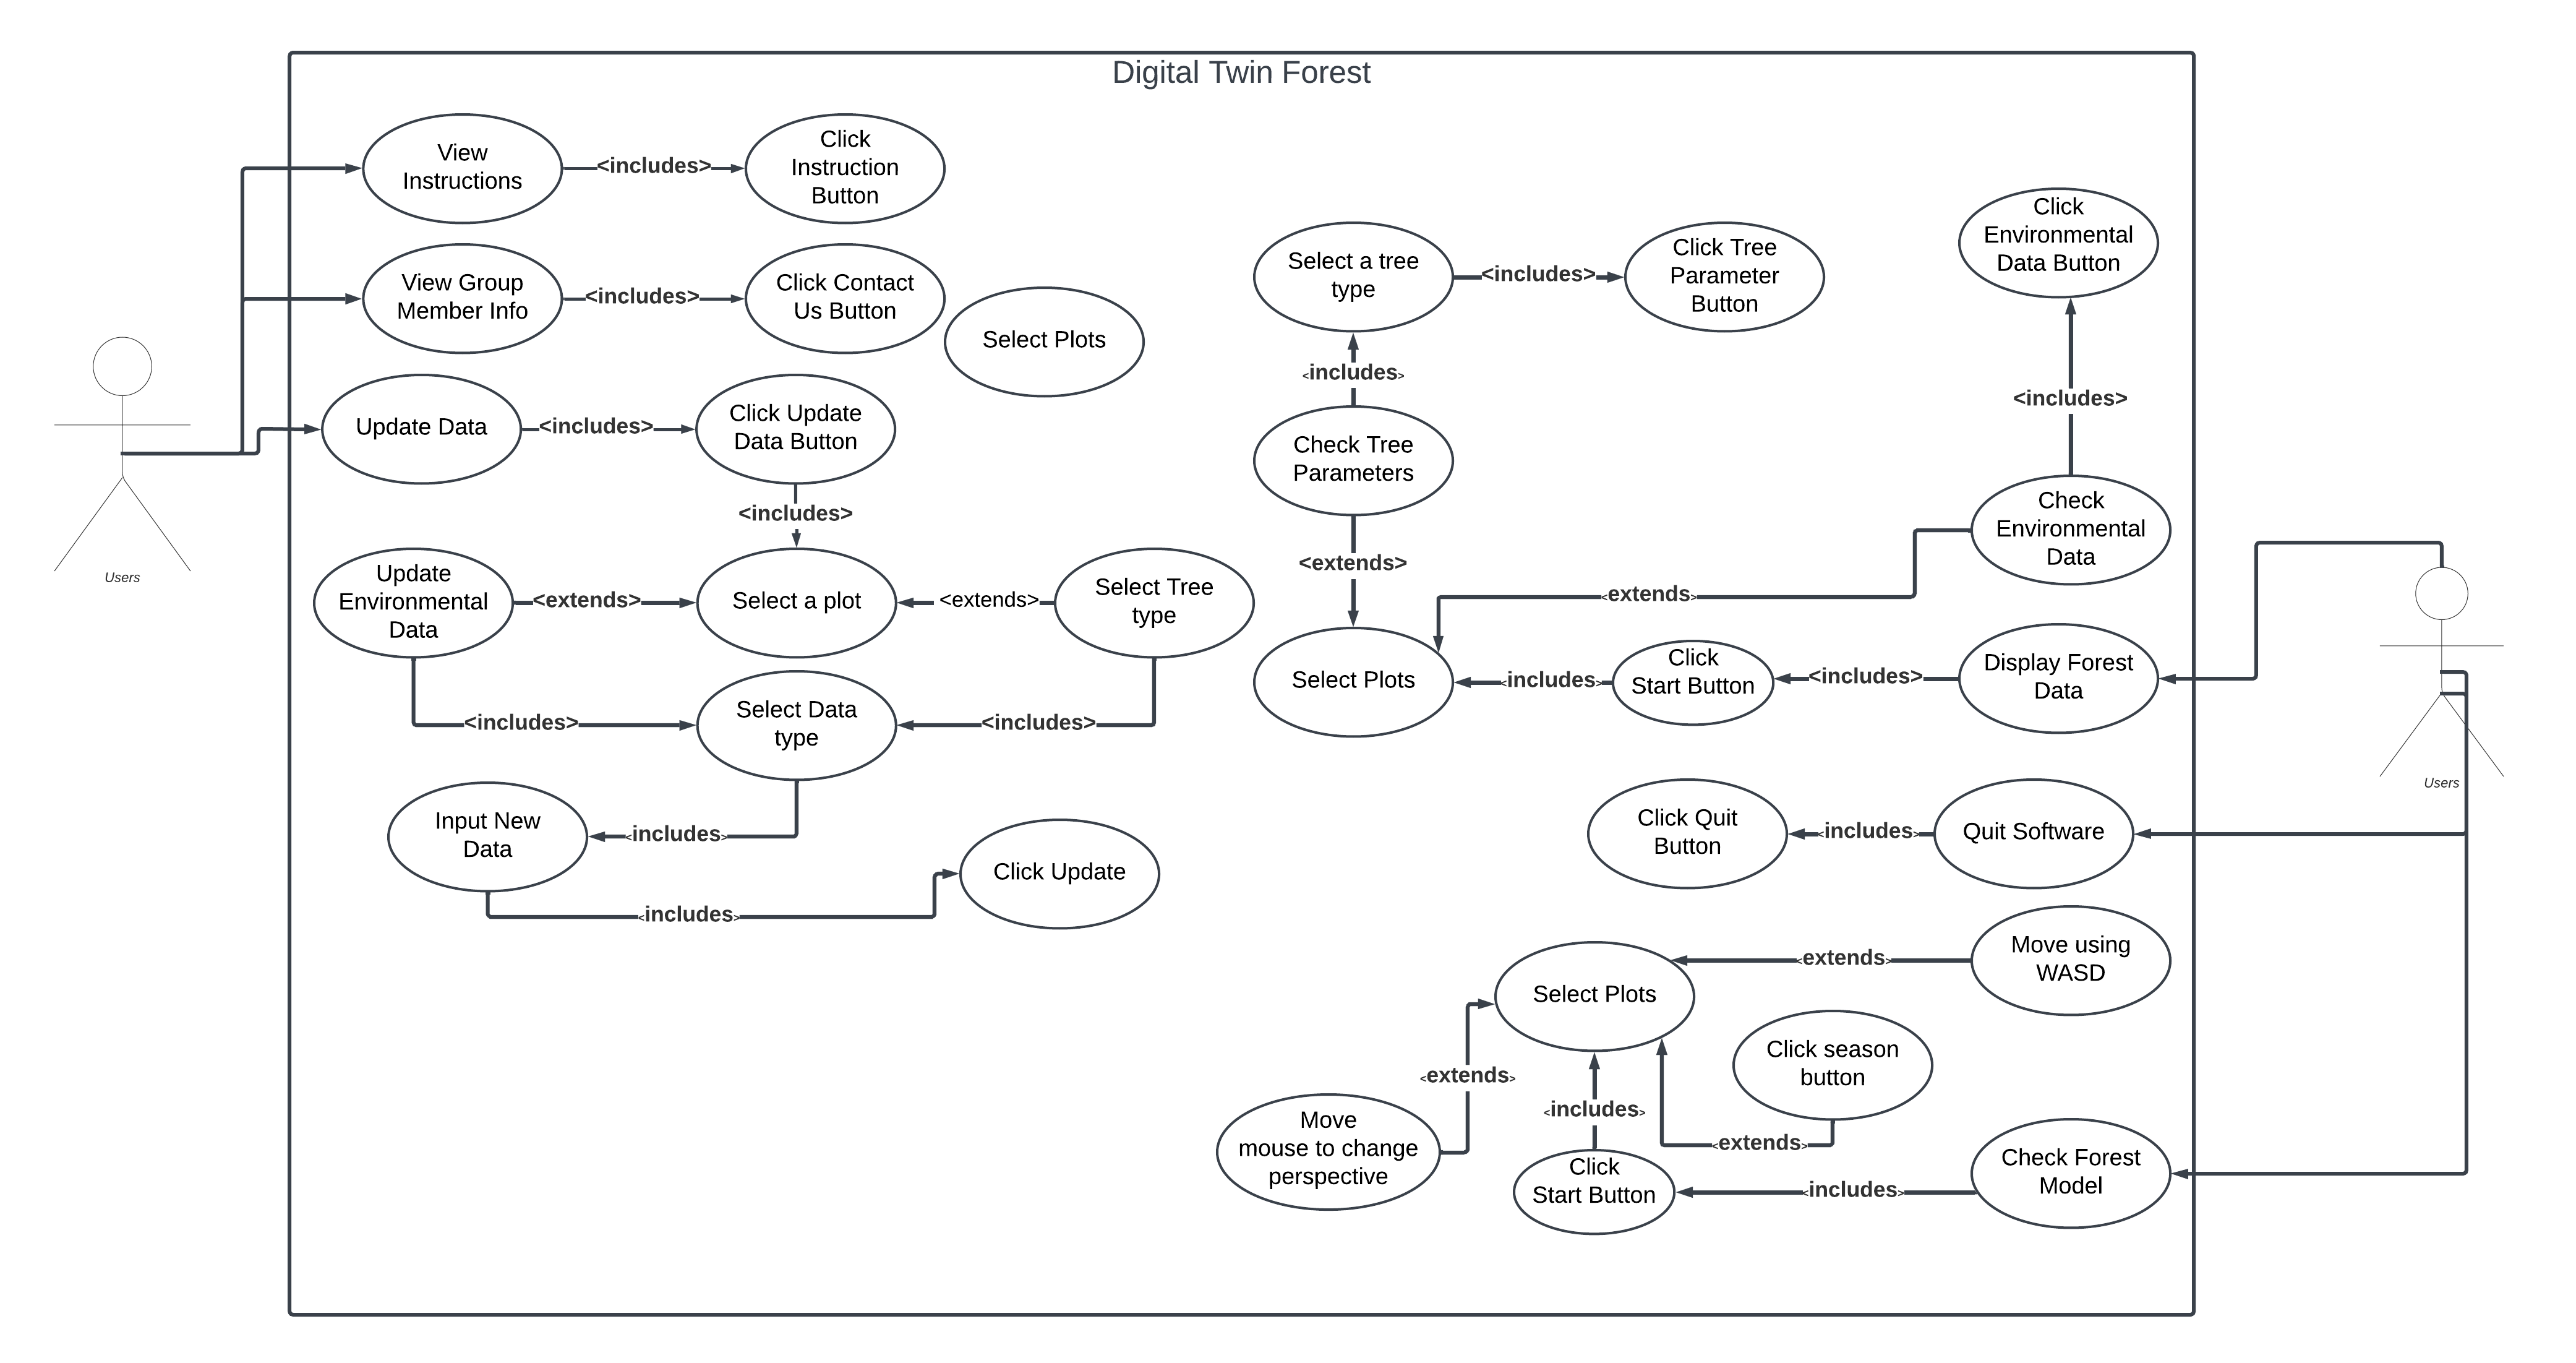 Digital Twin Forest
View
Instructions
<includes>
Click
Instruction
Button
View Group
Member Info
<includes>
Click Contact
Us Button
Select Plots
Update Data
<includes>
Click Update
Data Button
<includes>
Users
Update
Environmental
Data
<extends>
Select a plot
<extends>
Select Tree
type
<includes>
Select Data
type
<includes>
Input New
Data
<includes>
Click Update
<includes>
Select a tree
type
<includes>
Click Tree
Parameter
Button
Click
Environmental
Data Button
<includes>
<includes>
Check Tree
Parameters
<extends>
Check
Environmental
Data
<extends>
Select Plots
<includes>
Click
Start Button
<includes>
Display Forest
Data
Users
Click Quit
Button
<includes>
Quit Software
Select Plots
<extends>
Move using
WASD
<extends>
Click season
button
<includes>
<extends>
Move
mouse to change
perspective
Click
Start Button
<includes>
Check Forest
Model